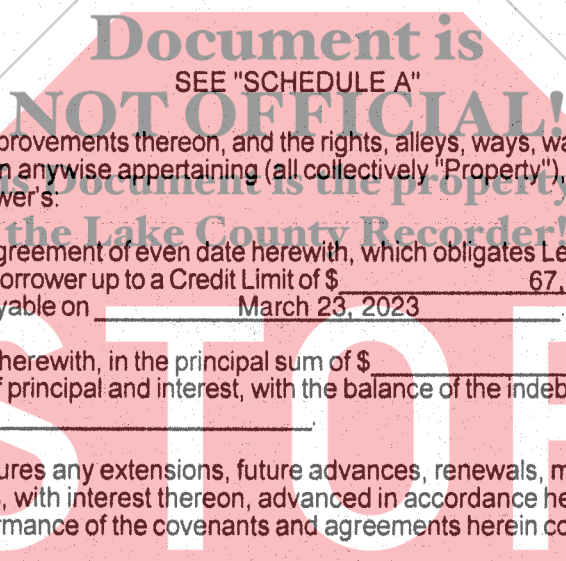 Document is
SEE "SCHEDULE A"
NOT OFFICIAL!
provements thereon, and the rights, alleys, ways, wa
n anywise appertaining (all collectively "Property"),
is Document is the property
wer's:
the Lake County Recorder!
greement of even date herewith, which obligates Le
orrower up to a Credit Limit of $ 67,
yable on March 23, 2023 .
herewith, in the principal sum of $
f principal and interest, with the balance of the indeb
.
STOP
ures any extensions, future advances, renewals, m
, with interest thereon, advanced in accordance he
rmance of the covenants and agreements herein co